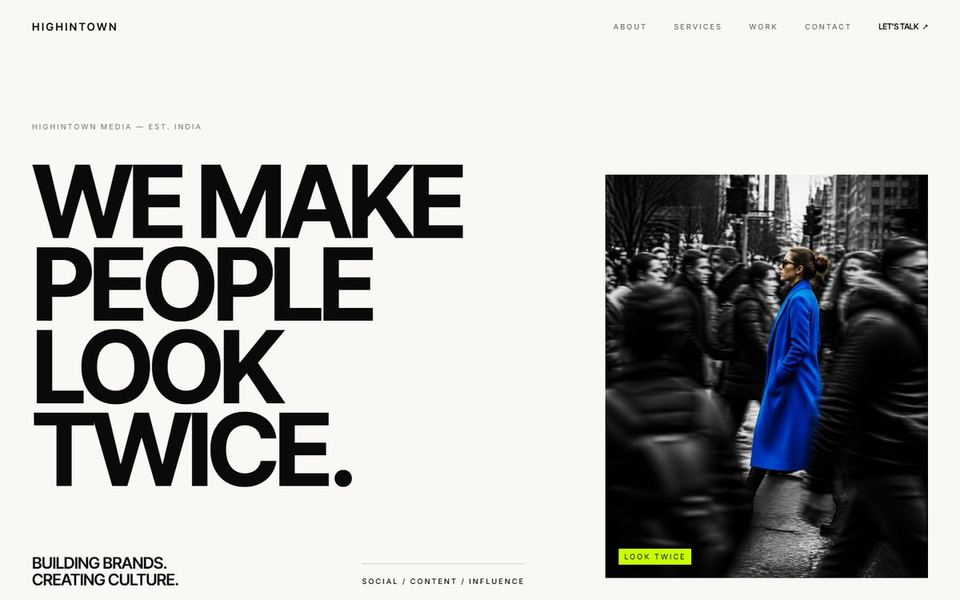 HIGHINTOWN
ABOUT
SERVICES
WORK
CONTACT
LET'S TALK ↗
HIGHINTOWN MEDIA — EST. INDIA
WE MAKE
PEOPLE
LOOK
TWICE.
LOOK TWICE
BUILDING BRANDS.
CREATING CULTURE.
SOCIAL / CONTENT / INFLUENCE